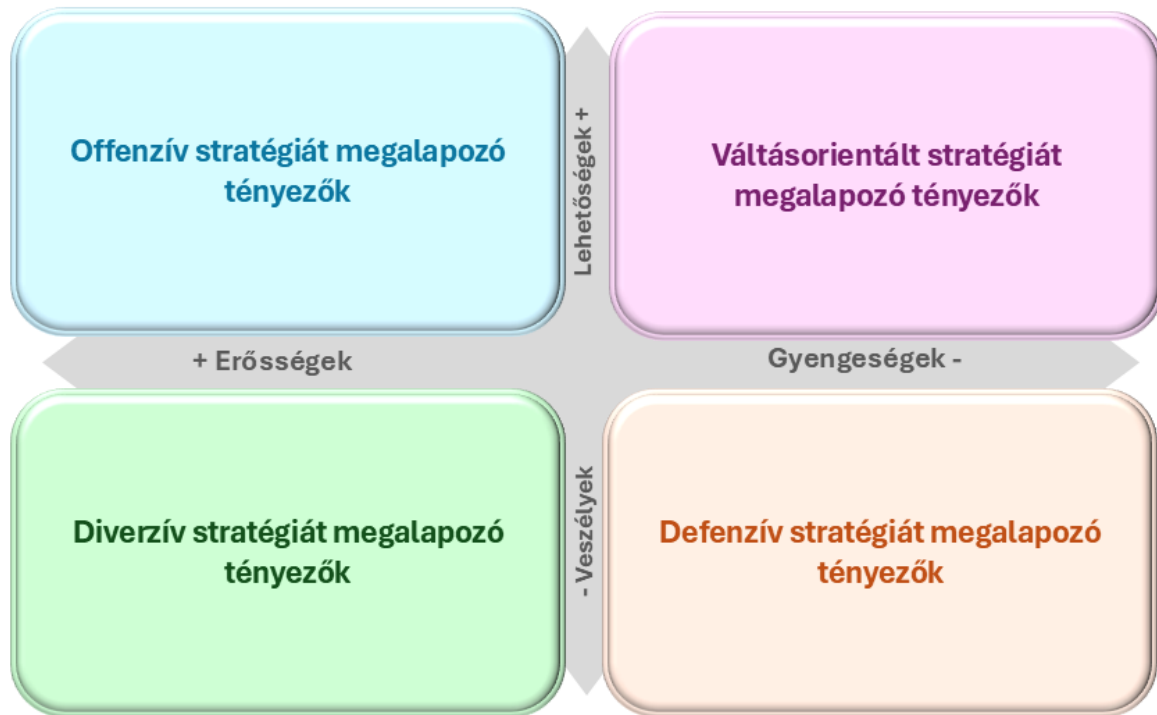 Offenzív stratégiát megalapozó
tényezők
Lehetőségek +
Váltásorientált stratégiát
megalapozó tényezők
+ Erősségek
Gyengeségek -
Diverzív stratégiát megalapozó
tényezők
- Veszélyek
Defenzív stratégiát megalapozó
tényezők